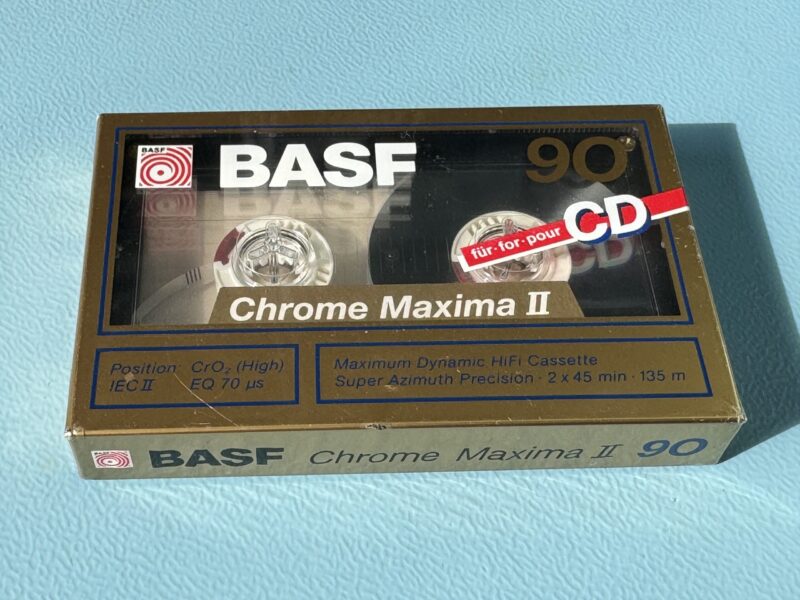 BASF
BASF
90
für·for·pour CD
Chrome Maxima II
Position CrO₂ (High)
IEC II EQ 70 µs
Maximum Dynamic HiFi Cassette
Super Azimuth Precision · 2 x 45 min · 135 m
BASF
BASF Chrome Maxima II 90